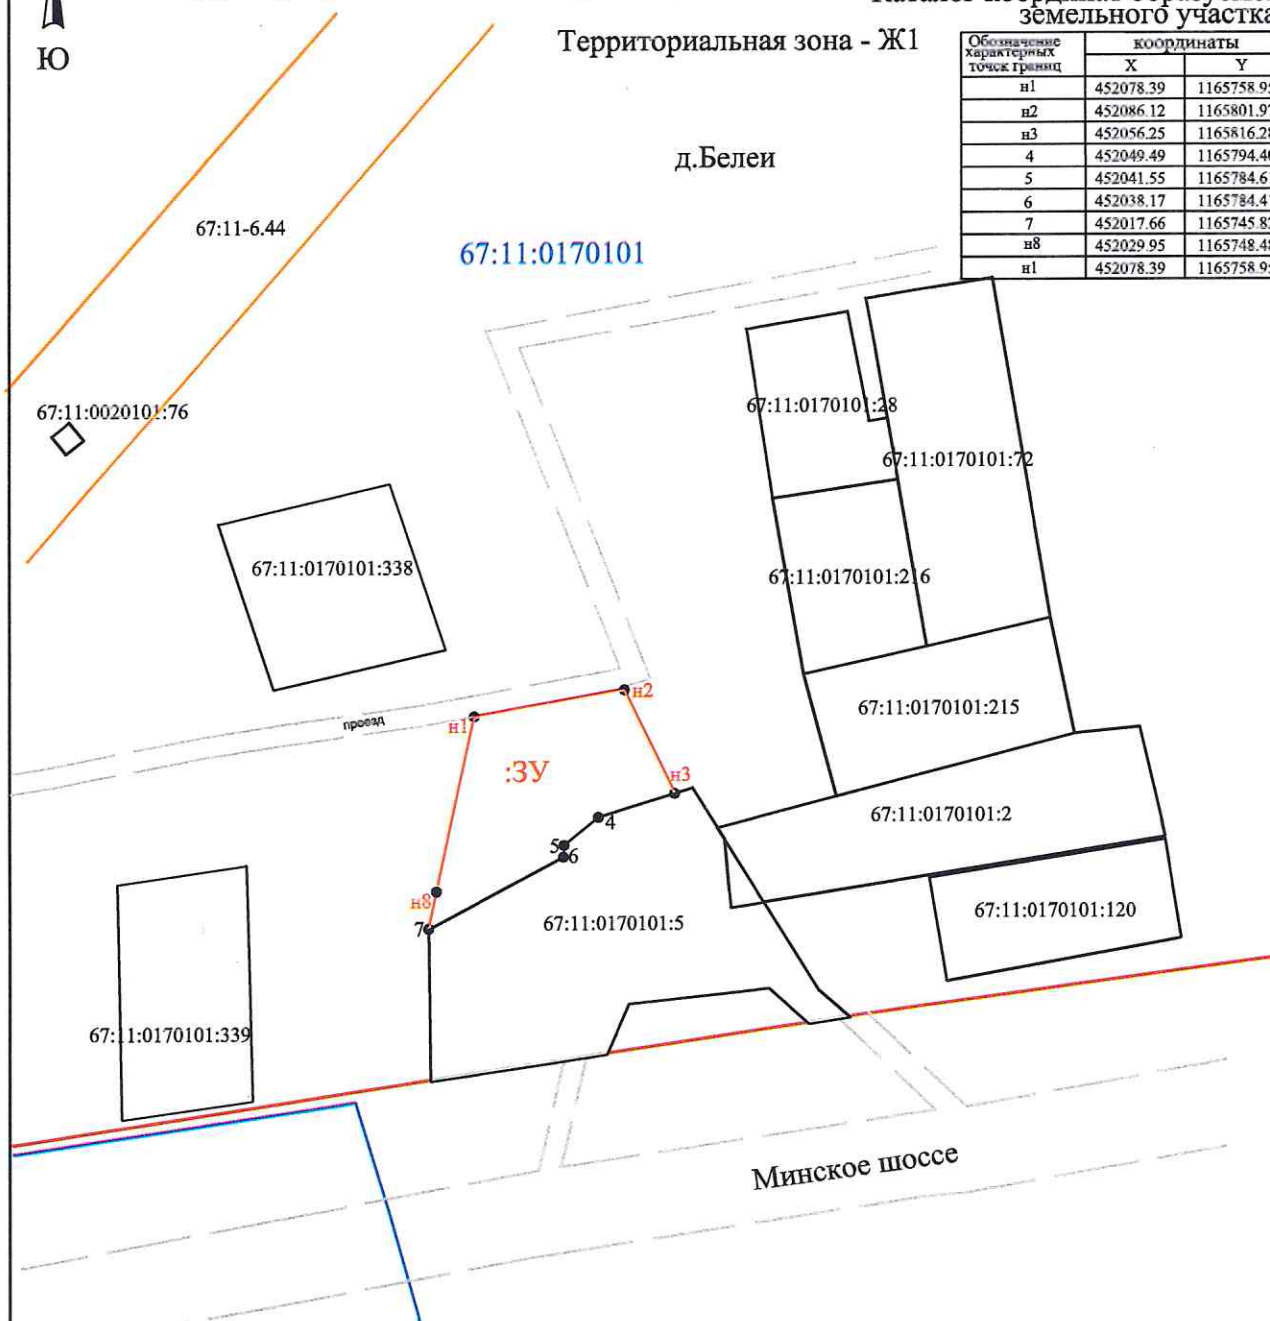 земельного участка
Ю
Территориальная зона - Ж1
Обозначение
характерных
точек границ
координаты
X Y
н1 452078.39
н2 452086.12
н3 452056.25
4 452049.49
5 452041.55
6 452038.17
7 452017.66
н8 452029.95
н1 452078.39
д.Белеи
67:11-6.44
67:11:0170101
67:11:0020101:76
67:11:0170101:28
67:11:0170101:72
67:11:0170101:338
67:11:0170101:216
н2
67:11:0170101:215
проезд
н1
:ЗУ
н3
4
67:11:0170101:2
5
6
н8
7
67:11:0170101:5
67:11:0170101:120
67:11:0170101:339
Минское шоссе